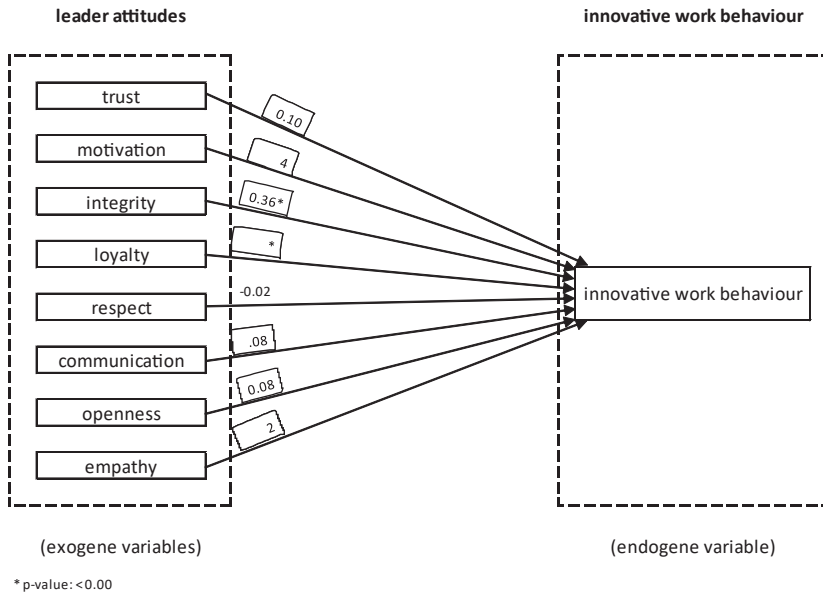 leader attitudes
innovative work behaviour
trust
0.10
motivation
4
integrity
0.36*
loyalty
*
respect
-0.02
innovative work behaviour
communication
.08
openness
0.08
empathy
2
(exogene variables)
(endogene variable)
* p-value: <0.00